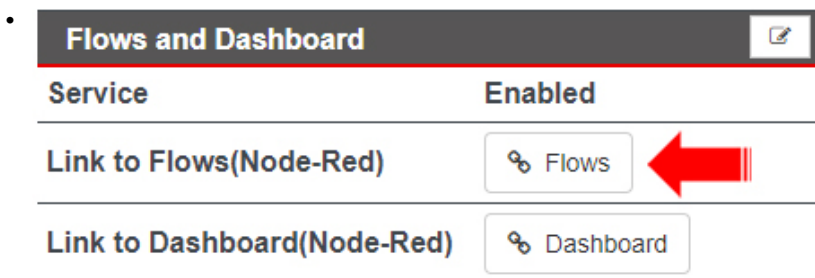 Flows and Dashboard
Service Enabled
Link to Flows(Node-Red) Flows
Link to Dashboard(Node-Red) Dashboard